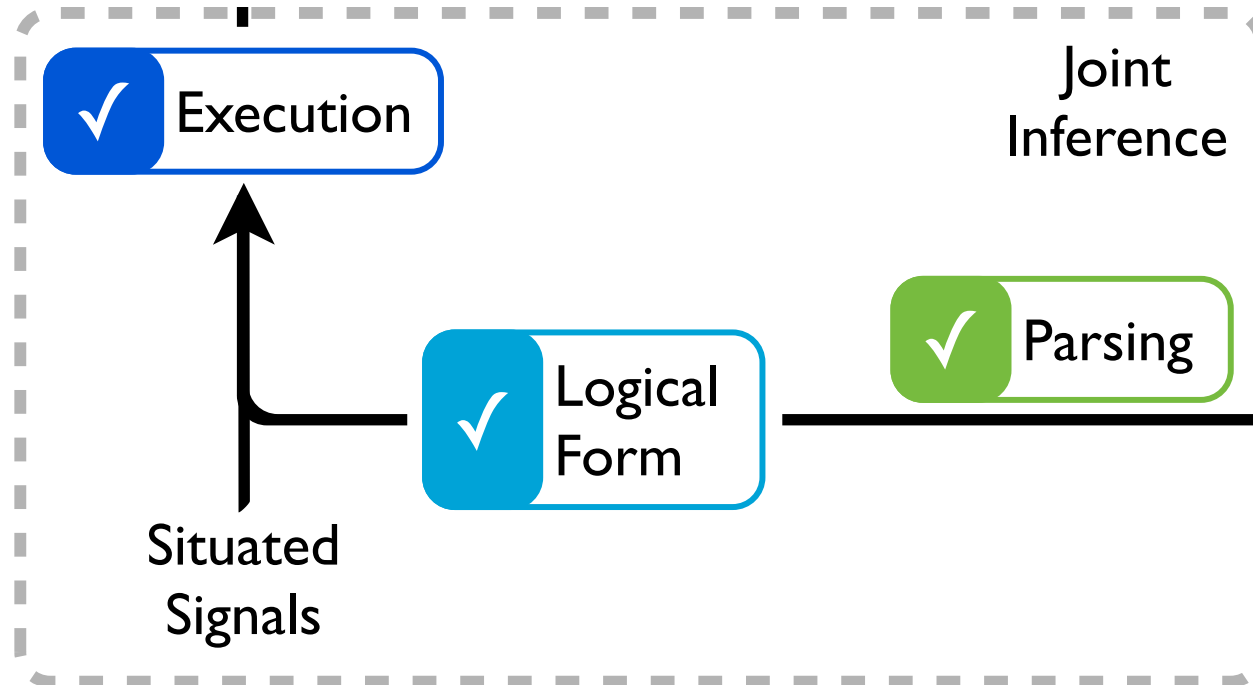 Execution
Joint
Inference
Parsing
Logical
Form
Situated
Signals